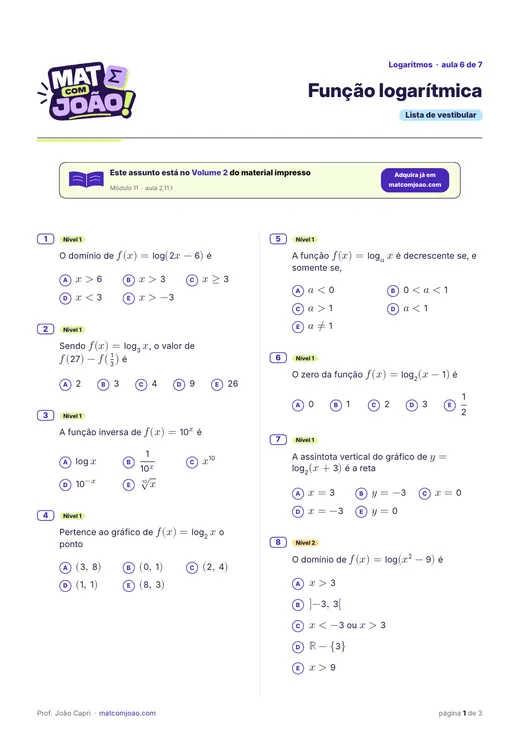 MAT Σ
COM
JOÃO!
Logaritmos · aula 6 de 7
Função logarítmica
Lista de vestibular
Este assunto está no Volume 2 do material impresso
Módulo 11 · aula 2.11.1
Adquira já em
matcomjoao.com
1 Nível 1
O domínio de f(x) = log(2x − 6) é
A x > 6 B x > 3 C x ≥ 3
D x < 3 E x > −3
2 Nível 1
Sendo f(x) = log₃ x, o valor de
f(27) − f(1/3) é
A 2 B 3 C 4 D 9 E 26
3 Nível 1
A função inversa de f(x) = 10ˣ é
A log x B 1/10ˣ C x¹⁰
D 10⁻ˣ E ¹⁰√x
4 Nível 1
Pertence ao gráfico de f(x) = log₂ x o
ponto
A (3, 8) B (0, 1) C (2, 4)
D (1, 1) E (8, 3)
5 Nível 1
A função f(x) = logₐ x é decrescente se, e
somente se,
A a < 0 B 0 < a < 1
C a > 1 D a < 1
E a ≠ 1
6 Nível 1
O zero da função f(x) = log₂(x − 1) é
A 0 B 1 C 2 D 3 E 1/2
7 Nível 1
A assíntota vertical do gráfico de y =
log₂(x + 3) é a reta
A x = 3 B y = −3 C x = 0
D x = −3 E y = 0
8 Nível 2
O domínio de f(x) = log(x² − 9) é
A x > 3
B ]−3, 3[
C x < −3 ou x > 3
D ℝ − {3}
E x > 9
Prof. João Capri · matcomjoao.com
página 1 de 3